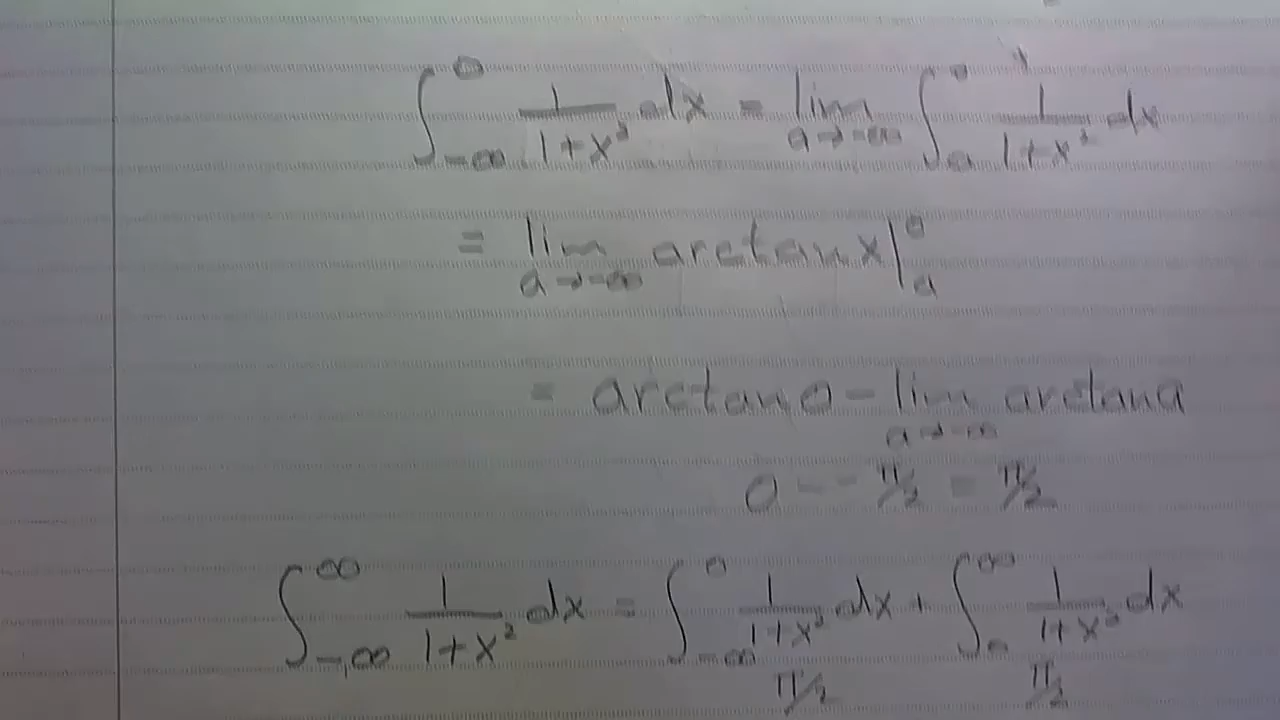 ∫_{-∞}^{0} 1/(1+x²) dx = lim_{a→-∞} ∫_{a}^{0} 1/(1+x²) dx
= lim_{a→-∞} arctan x |_{a}^{0}
= arctan 0 - lim_{a→-∞} arctan a
0 - - π/2 = π/2
∫_{-∞}^{∞} 1/(1+x²) dx = ∫_{-∞}^{0} 1/(1+x²) dx + ∫_{0}^{∞} 1/(1+x²) dx
π/2 π/2